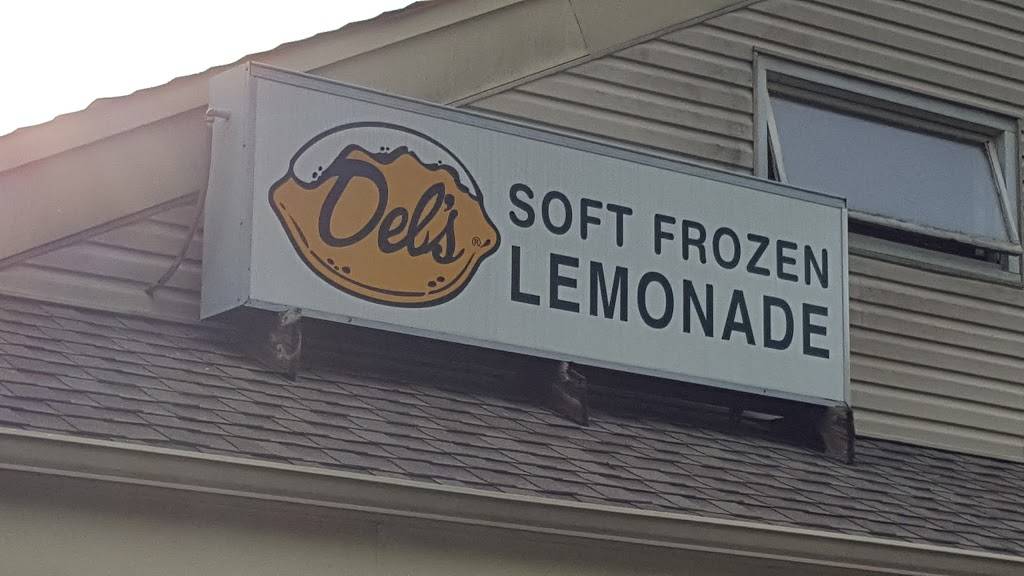 Del's ®
SOFT FROZEN
LEMONADE